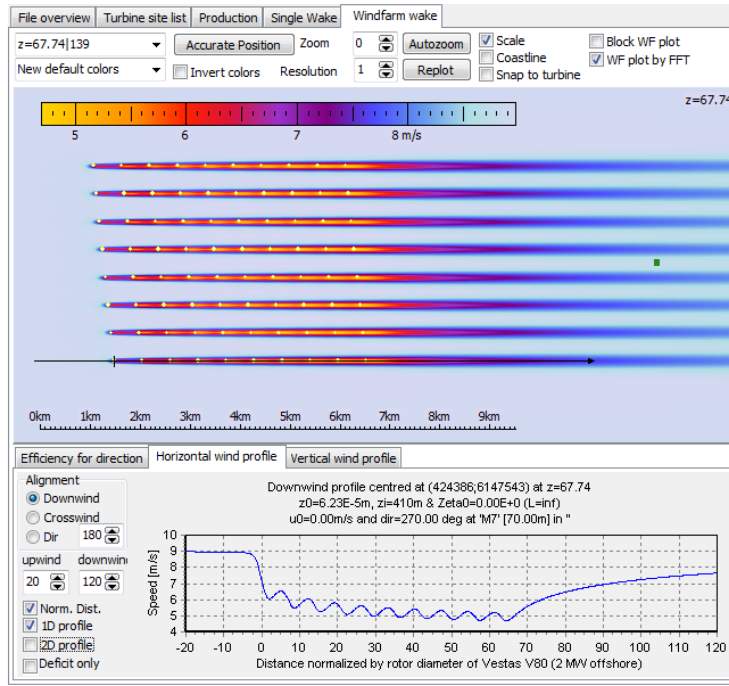 File overview Turbine site list Production Single Wake Windfarm wake
z=67.74|139 Accurate Position Zoom 0 Autozoom Scale Block WF plot
Coastline WF plot by FFT
New default colors Invert colors Resolution 1 Replot Snap to turbine
z=67.74
5 6 7 8 m/s
0km 1km 2km 3km 4km 5km 6km 7km 8km 9km
Efficiency for direction Horizontal wind profile Vertical wind profile
Alignment
Downwind
Crosswind
Dir 180
upwind downwind
20 120
Norm. Dist.
1D profile
2D profile
Deficit only
Downwind profile centred at (424386;6147543) at z=67.74
z0=6.23E-5m, zi=410m & Zeta0=0.00E+0 (L=inf)
u0=0.00m/s and dir=270.00 deg at 'M7' [70.00m] in "
Speed [m/s]
10
9
8
7
6
5
4
-20 -10 0 10 20 30 40 50 60 70 80 90 100 110 120
Distance normalized by rotor diameter of Vestas V80 (2 MW offshore)